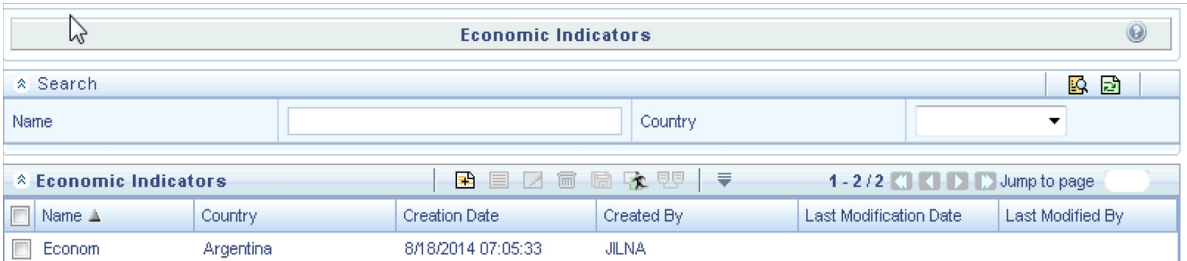 Economic Indicators
Search
Name Country
Economic Indicators 1 - 2 / 2 Jump to page
Name Country Creation Date Created By Last Modification Date Last Modified By
Econom Argentina 8/18/2014 07:05:33 JILNA